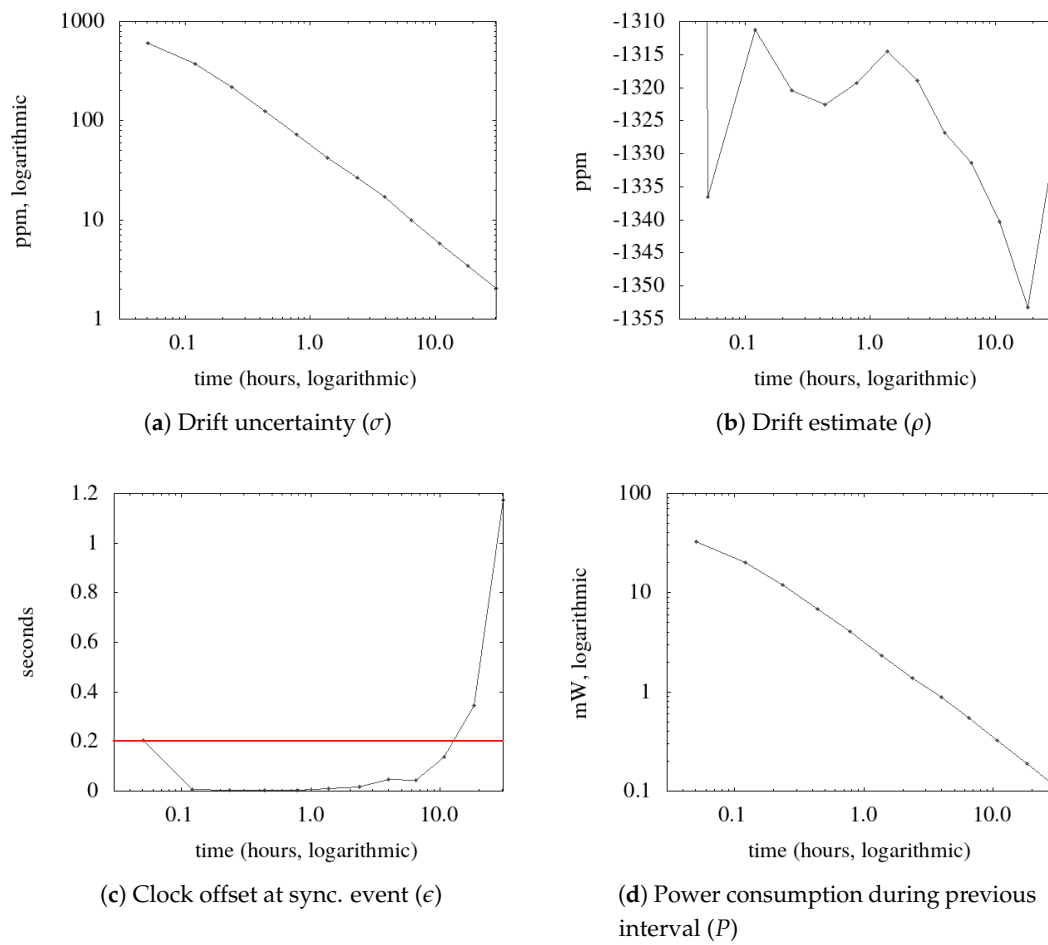 1000
100
10
1
ppm, logarithmic
0.1 1.0 10.0
time (hours, logarithmic)
(a) Drift uncertainty (σ)
-1310
-1315
-1320
-1325
-1330
-1335
-1340
-1345
-1350
-1355
ppm
0.1 1.0 10.0
time (hours, logarithmic)
(b) Drift estimate (ρ)
1.2
1
0.8
0.6
0.4
0.2
0
seconds
0.1 1.0 10.0
time (hours, logarithmic)
(c) Clock offset at sync. event (ϵ)
100
10
1
0.1
mW, logarithmic
0.1 1.0 10.0
time (hours, logarithmic)
(d) Power consumption during previous
interval (P)